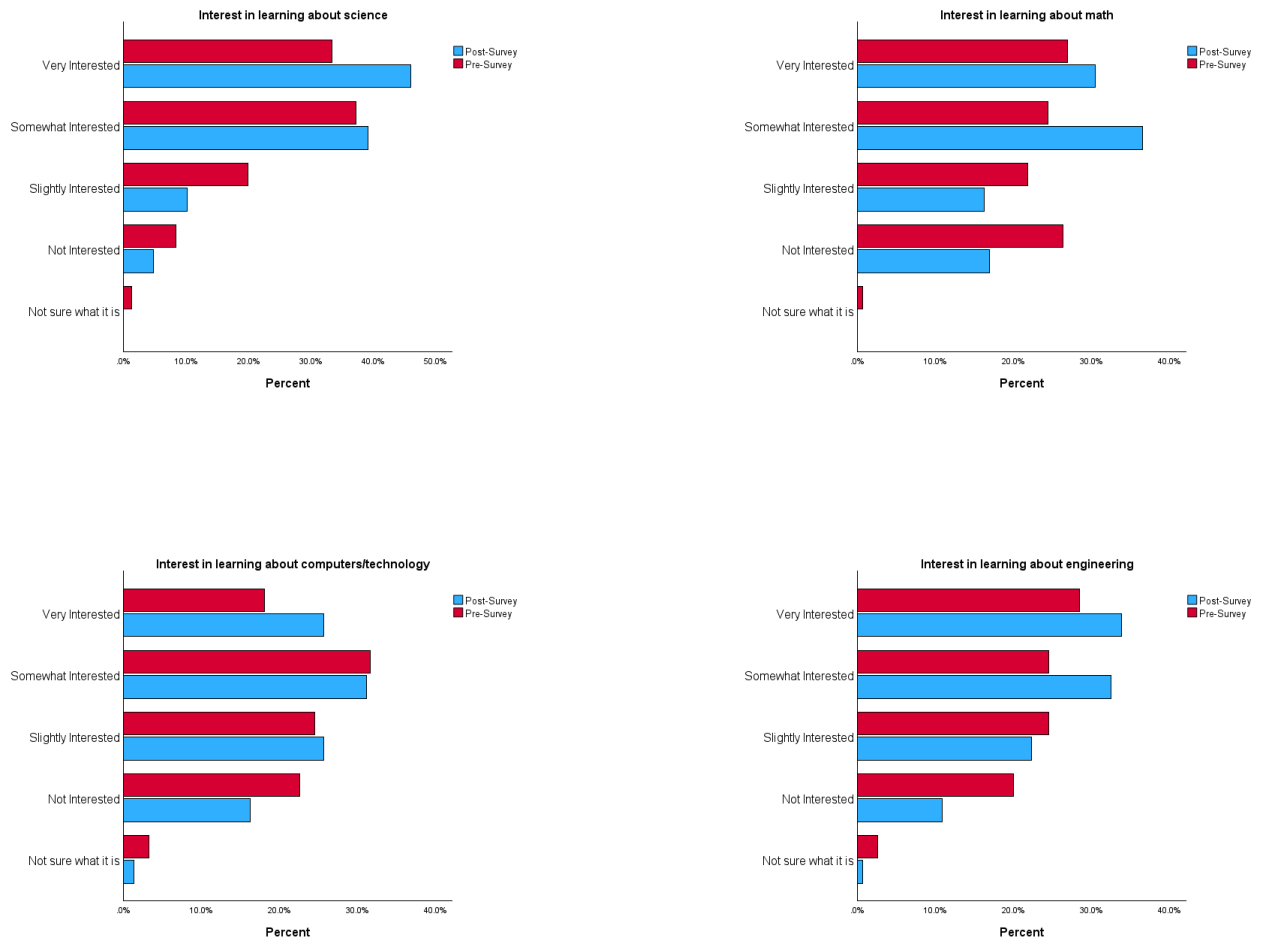 Interest in learning about science
Post-Survey
Pre-Survey
Very Interested
Somewhat Interested
Slightly Interested
Not Interested
Not sure what it is
.0% 10.0% 20.0% 30.0% 40.0% 50.0%
Percent
Interest in learning about math
Post-Survey
Pre-Survey
Very Interested
Somewhat Interested
Slightly Interested
Not Interested
Not sure what it is
.0% 10.0% 20.0% 30.0% 40.0%
Percent
Interest in learning about computers/technology
Post-Survey
Pre-Survey
Very Interested
Somewhat Interested
Slightly Interested
Not Interested
Not sure what it is
.0% 10.0% 20.0% 30.0% 40.0%
Percent
Interest in learning about engineering
Post-Survey
Pre-Survey
Very Interested
Somewhat Interested
Slightly Interested
Not Interested
Not sure what it is
.0% 10.0% 20.0% 30.0% 40.0%
Percent